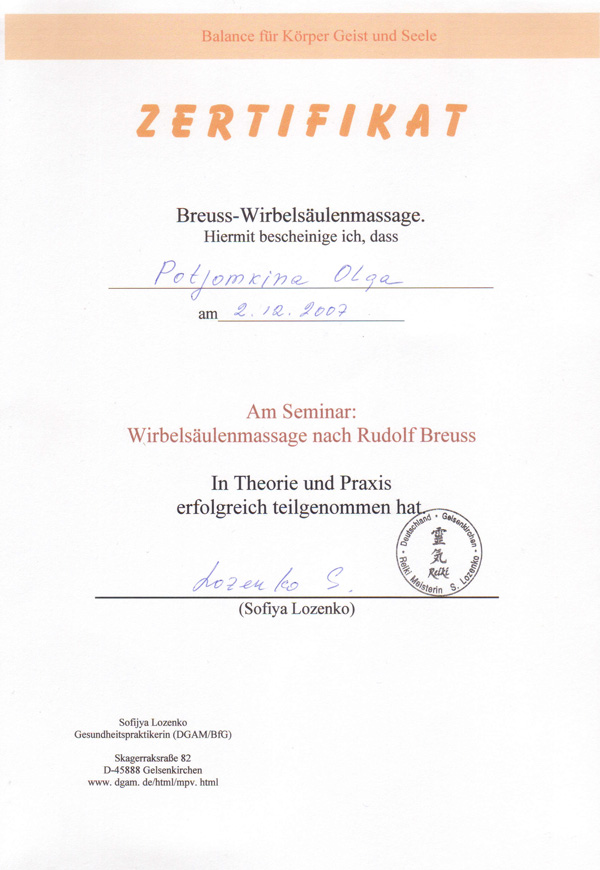 Balance für Körper Geist und Seele
ZERTIFIKAT
Breuss-Wirbelsäulenmassage.
Hiermit bescheinige ich, dass
Potjomkina Olga
am 2.12.2007
Am Seminar:
Wirbelsäulenmassage nach Rudolf Breuss
In Theorie und Praxis
erfolgreich teilgenommen hat.
Deutschland • Gelsenkirchen •
靈
気
Reiki
Reiki Meisterin S. Lozenko
Lozenko S.
(Sofiya Lozenko)
Sofijya Lozenko
Gesundheitspraktikerin (DGAM/BfG)
Skagerraksraße 82
D-45888 Gelsenkirchen
www. dgam. de/html/mpv. html